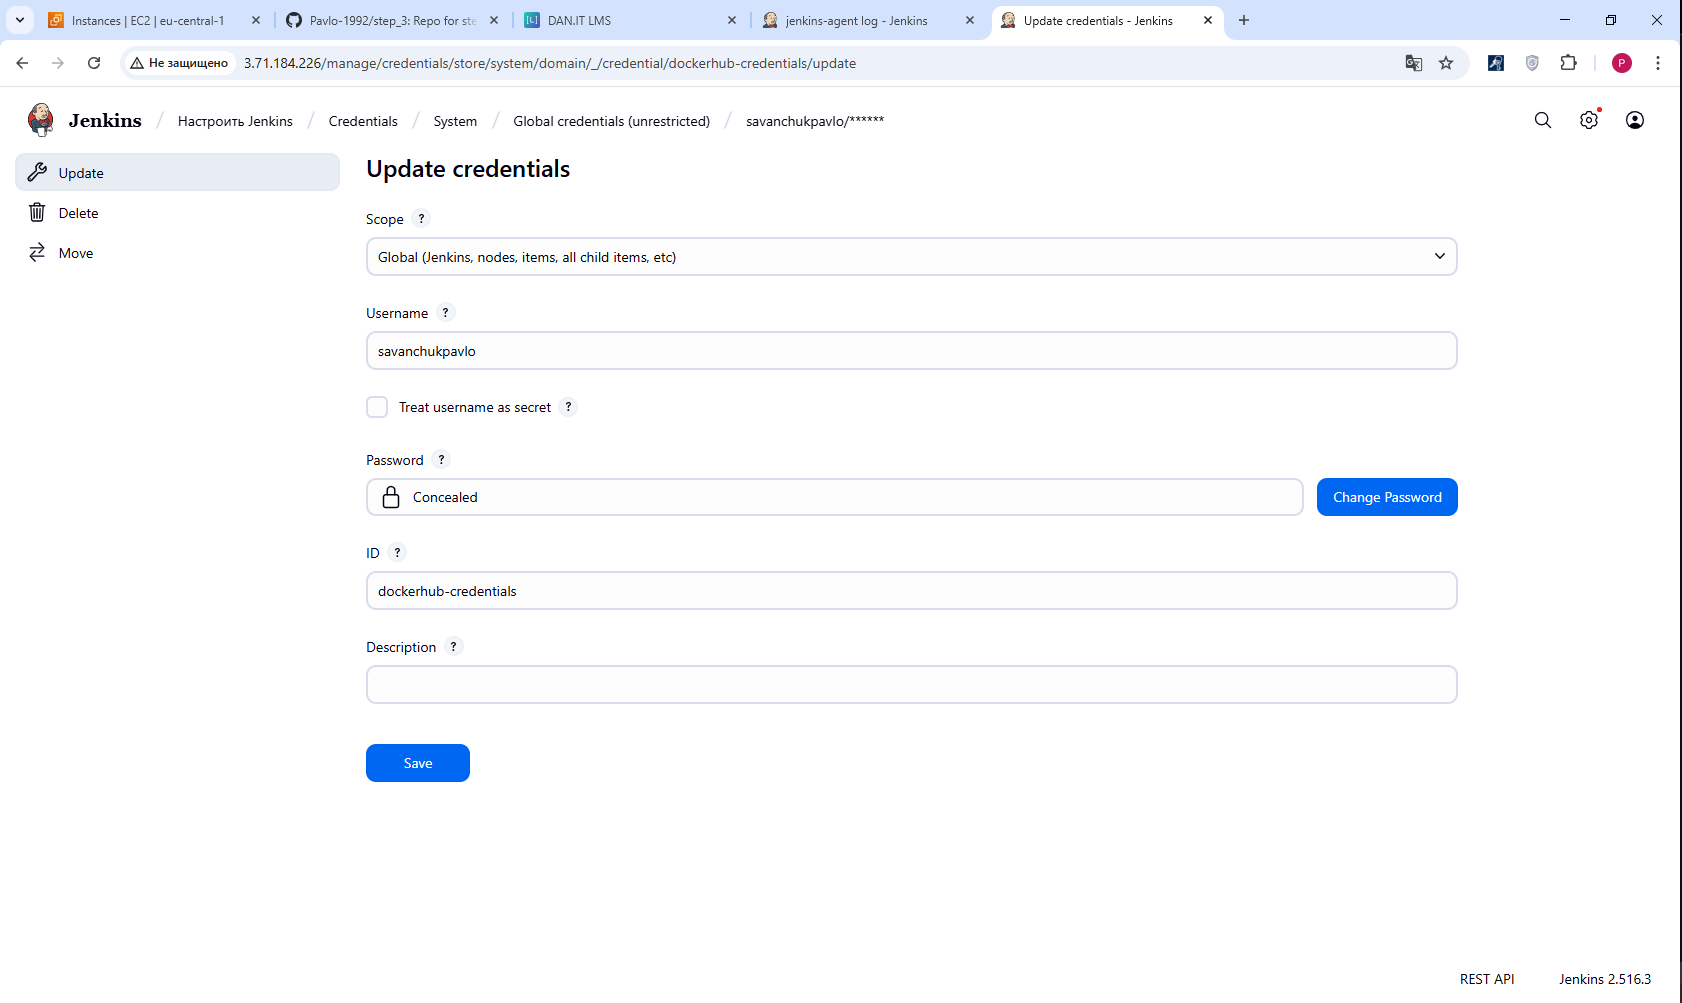 Instances | EC2 | eu-central-1
Pavlo-1992/step_3: Repo for ste
DAN.IT LMS
jenkins-agent log - Jenkins
Update credentials - Jenkins
Не защищено
3.71.184.226/manage/credentials/store/system/domain/_/credential/dockerhub-credentials/update
P
Jenkins / Настроить Jenkins / Credentials / System / Global credentials (unrestricted) / savanchukpavlo/******
Update
Delete
Move
Update credentials
Scope ?
Global (Jenkins, nodes, items, all child items, etc)
Username ?
savanchukpavlo
Treat username as secret ?
Password ?
Concealed
Change Password
ID ?
dockerhub-credentials
Description ?
Save
REST API
Jenkins 2.516.3